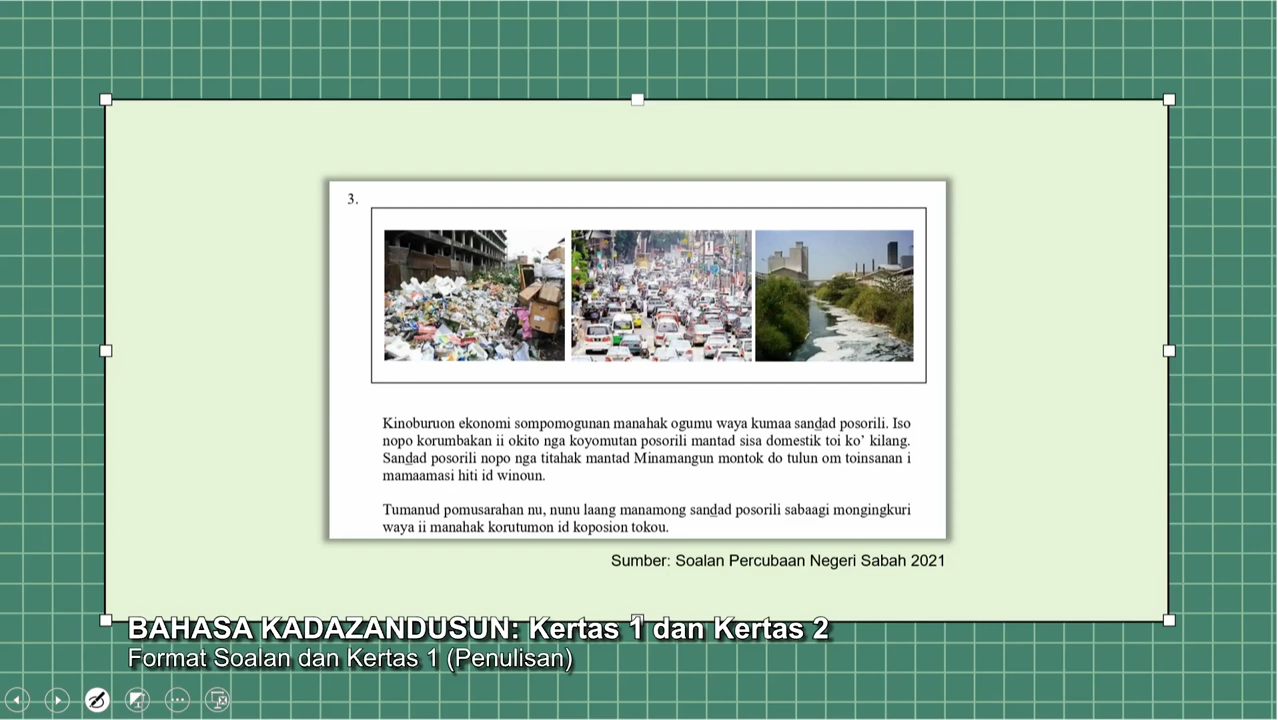 3.
Kinoburuon ekonomi sompomogunan manahak ogumu waya kumaa sanḏad posorili. Iso
nopo korumbakan ii okito nga koyomutan posorili mantad sisa domestik toi ko’ kilang.
Sanḏad posorili nopo nga titahak mantad Minamangun montok do tulun om toinsanan i
mamaamasi hiti id winoun.
Tumanud pomusarahan nu, nunu laang manamong sanḏad posorili sabaagi mongingkuri
waya ii manahak korutumon id koposion tokou.
Sumber: Soalan Percubaan Negeri Sabah 2021
BAHASA KADAZANDUSUN: Kertas 1 dan Kertas 2
Format Soalan dan Kertas 1 (Penulisan)